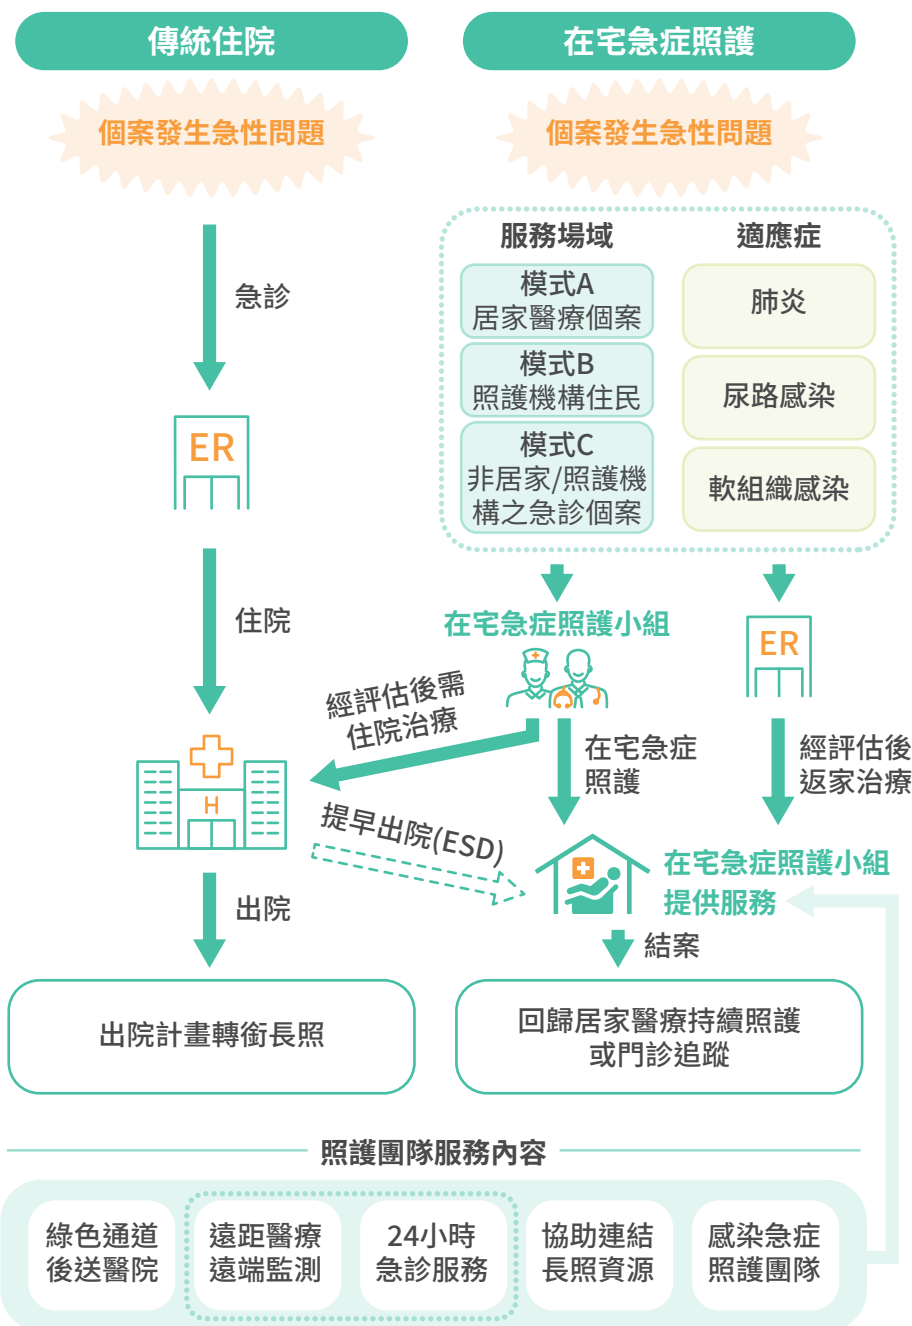 傳統住院
個案發生急性問題
急診
ER
住院
H
出院
出院計畫轉銜長照
在宅急症照護
個案發生急性問題
服務場域
模式A
居家醫療個案
模式B
照護機構住民
模式C
非居家/照護機
構之急診個案
適應症
肺炎
尿路感染
軟組織感染
在宅急症照護小組
ER
經評估後需
住院治療
在宅急症
照護
經評估後
返家治療
提早出院(ESD)
在宅急症照護小組
提供服務
結案
回歸居家醫療持續照護
或門診追蹤
照護團隊服務內容
綠色通道
後送醫院
遠距醫療
遠端監測
24小時
急診服務
協助連結
長照資源
感染急症
照護團隊